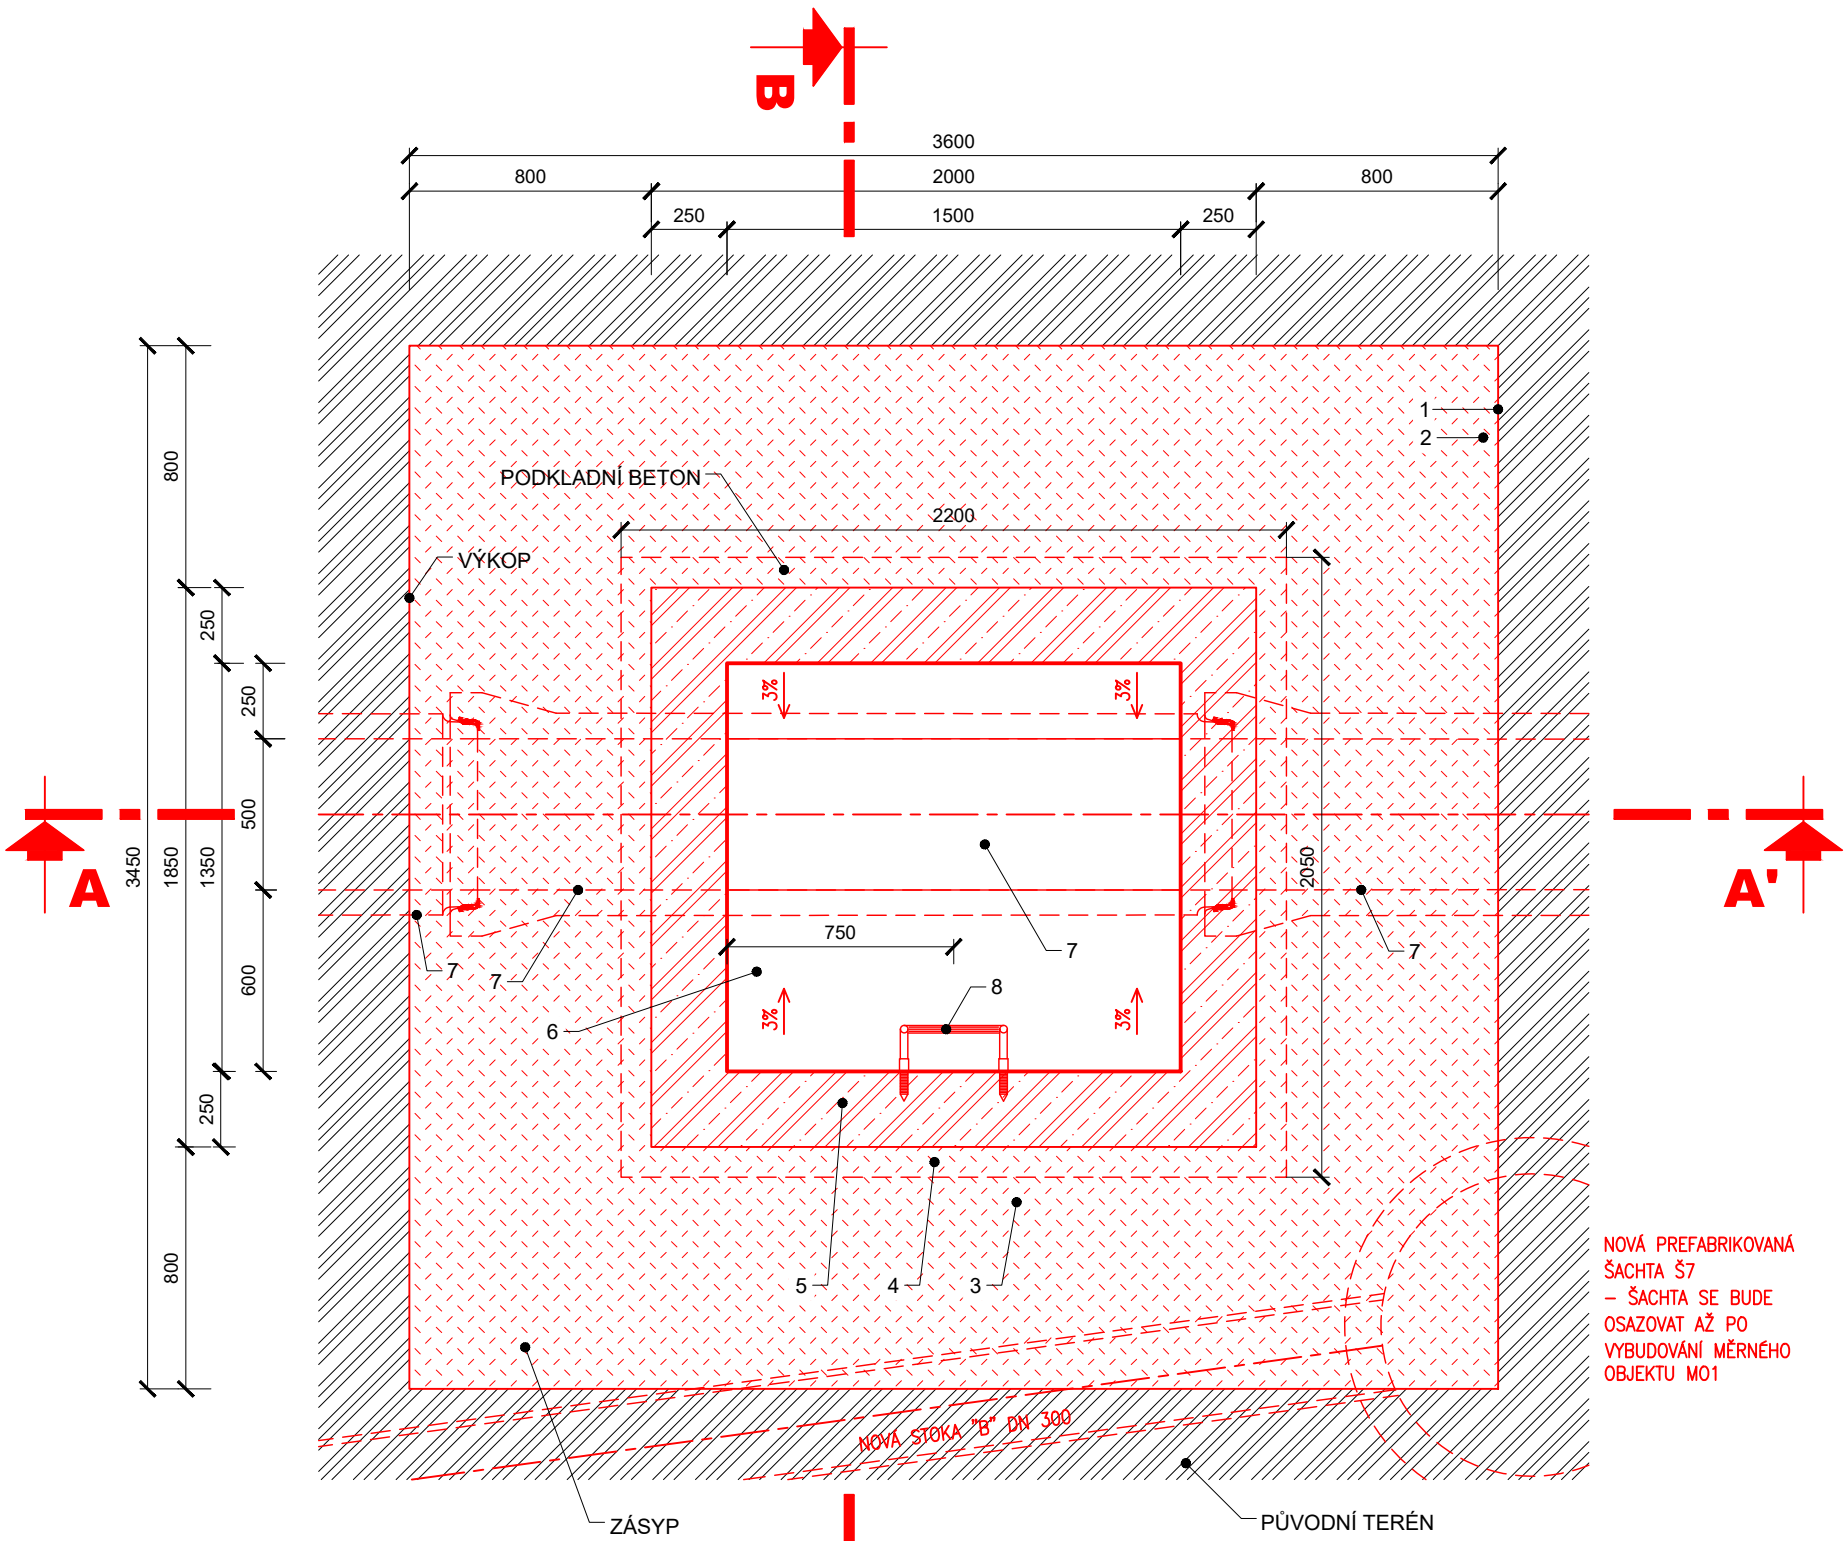 B
3600
800
2000
800
250
1500
250
1
2
PODKLADNÍ BETON
2200
VÝKOP
800
250
250
3%
3%
500
3450
1850
1350
2050
A
A'
750
7
7
7
7
600
8
6
3%
3%
250
800
5
4
3
NOVÁ PREFABRIKOVANÁ
ŠACHTA Š7
– ŠACHTA SE BUDE
OSAZOVAT AŽ PO
VYBUDOVÁNÍ MĚRNÉHO
OBJEKTU MO1
NOVÁ STOKA "B" DN 300
ZÁSYP
PŮVODNÍ TERÉN